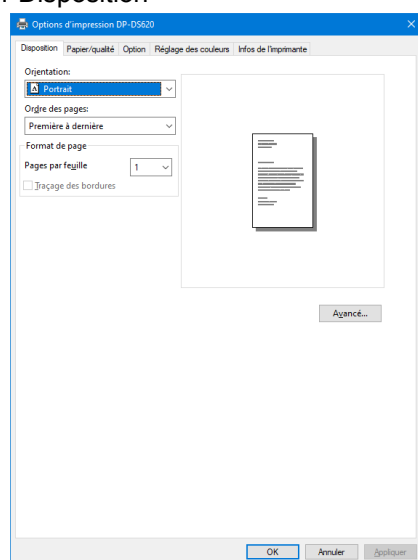 Disposition
Options d'impression DP-DS620
Disposition Papier/qualité Option Réglage des couleurs Infos de l'imprimante
Orientation:
Portrait
Ordre des pages:
Première à dernière
Format de page
Pages par feuille 1
Traçage des bordures
Avancé...
OK Annuler Appliquer